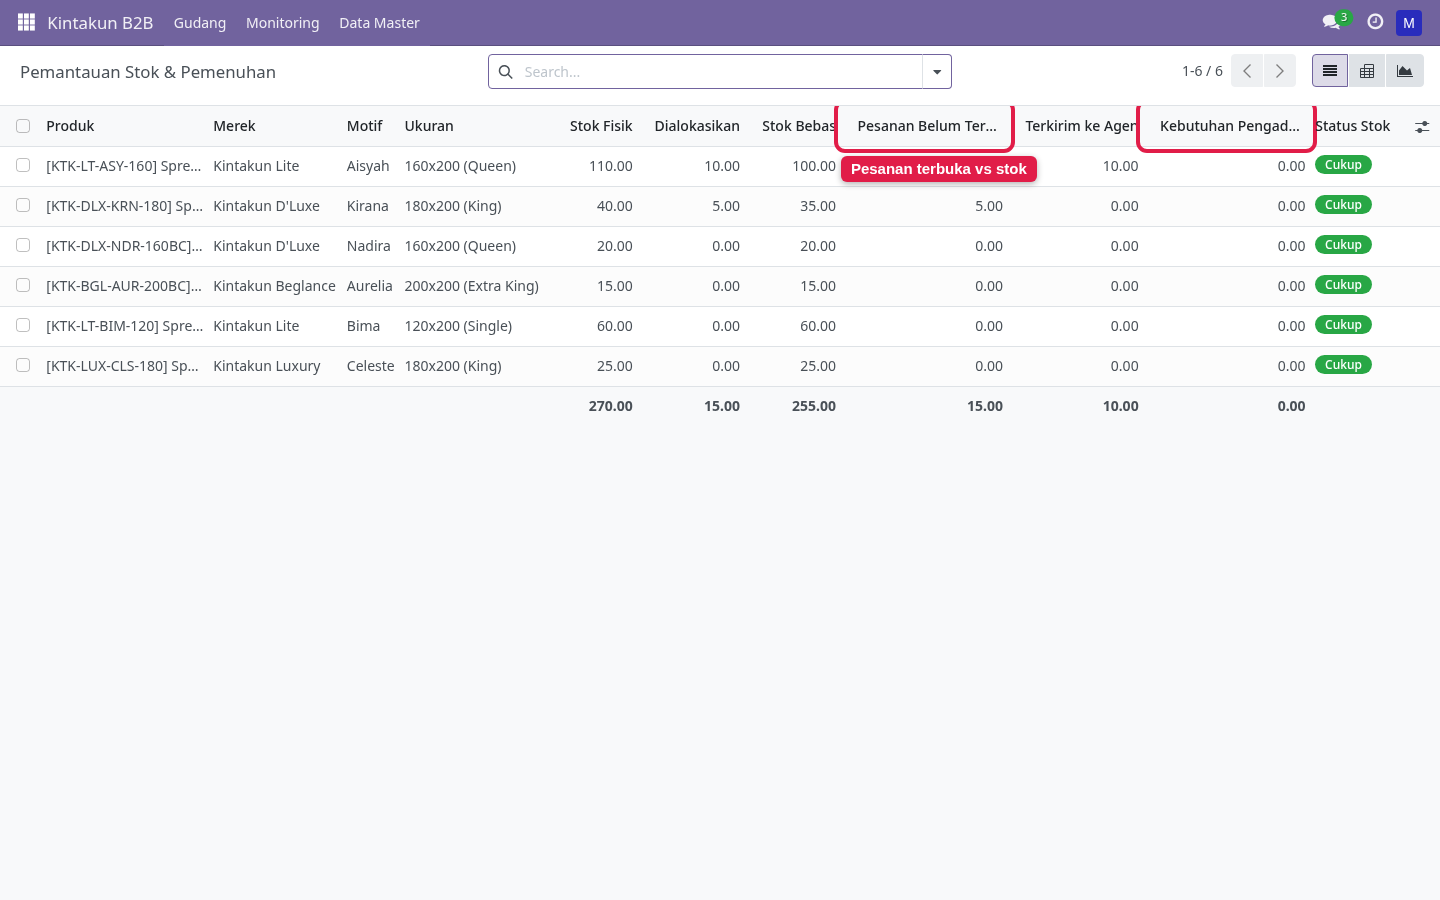 Kintakun B2B Gudang Monitoring Data Master 3 M
Pemantauan Stok & Pemenuhan Search... 1-6 / 6
Produk Merek Motif Ukuran Stok Fisik Dialokasikan Stok Bebas Pesanan Belum Ter... Terkirim ke Agen Kebutuhan Pengad... Status Stok
[KTK-LT-ASY-160] Spre... Kintakun Lite Aisyah 160x200 (Queen) 110.00 10.00 100.00 10.00 0.00 Cukup
Pesanan terbuka vs stok
[KTK-DLX-KRN-180] Sp... Kintakun D'Luxe Kirana 180x200 (King) 40.00 5.00 35.00 5.00 0.00 0.00 Cukup
[KTK-DLX-NDR-160BC]... Kintakun D'Luxe Nadira 160x200 (Queen) 20.00 0.00 20.00 0.00 0.00 0.00 Cukup
[KTK-BGL-AUR-200BC]... Kintakun Beglance Aurelia 200x200 (Extra King) 15.00 0.00 15.00 0.00 0.00 0.00 Cukup
[KTK-LT-BIM-120] Spre... Kintakun Lite Bima 120x200 (Single) 60.00 0.00 60.00 0.00 0.00 0.00 Cukup
[KTK-LUX-CLS-180] Sp... Kintakun Luxury Celeste 180x200 (King) 25.00 0.00 25.00 0.00 0.00 0.00 Cukup
270.00 15.00 255.00 15.00 10.00 0.00